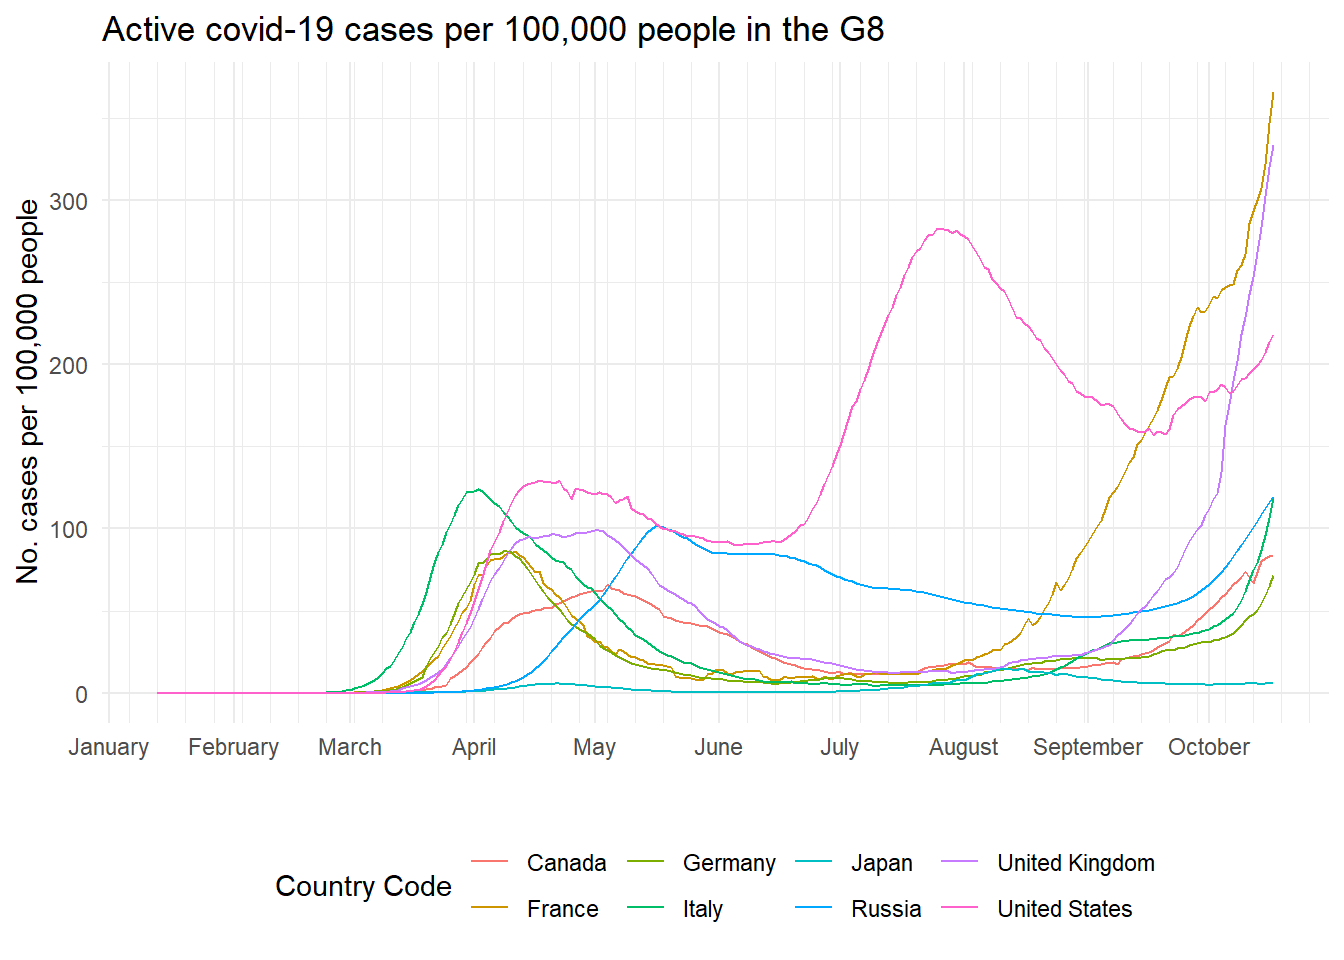 Active covid-19 cases per 100,000 people in the G8
No. cases per 100,000 people
300
200
100
0
January February March April May June July August September October
Country Code
Canada Germany Japan United Kingdom
France Italy Russia United States